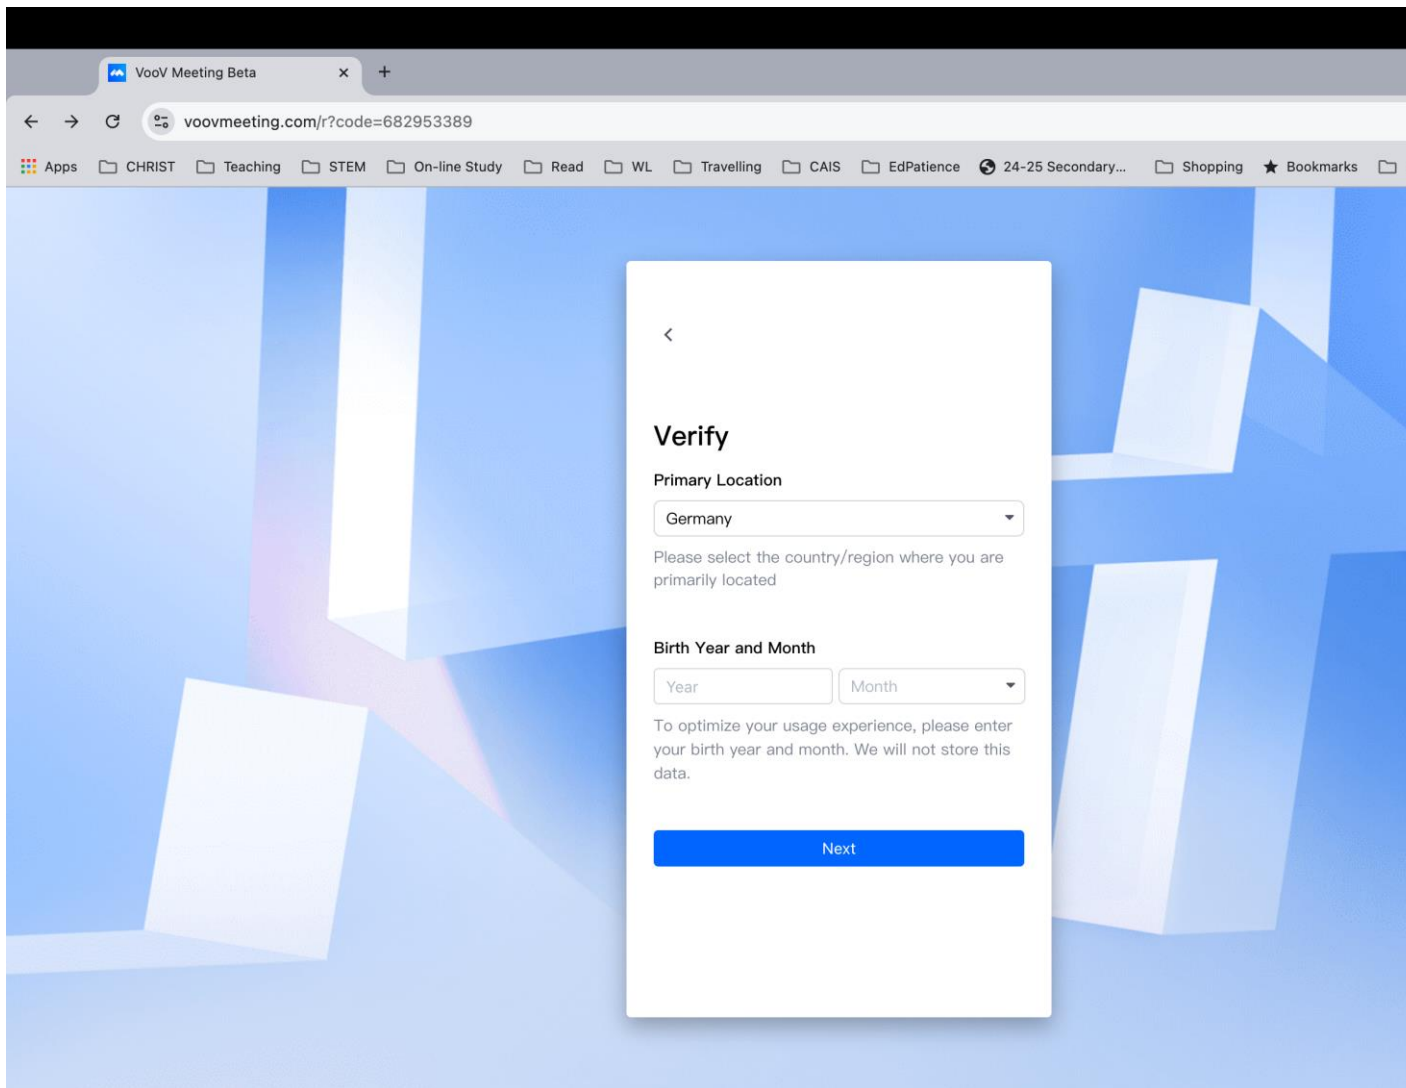 VooV Meeting Beta
voovmeeting.com/r?code=682953389
Apps CHRIST Teaching STEM On-line Study Read WL Travelling CAIS EdPatience 24-25 Secondary... Shopping Bookmarks
Verify
Primary Location
Germany
Please select the country/region where you are
primarily located
Birth Year and Month
Year Month
To optimize your usage experience, please enter
your birth year and month. We will not store this
data.
Next